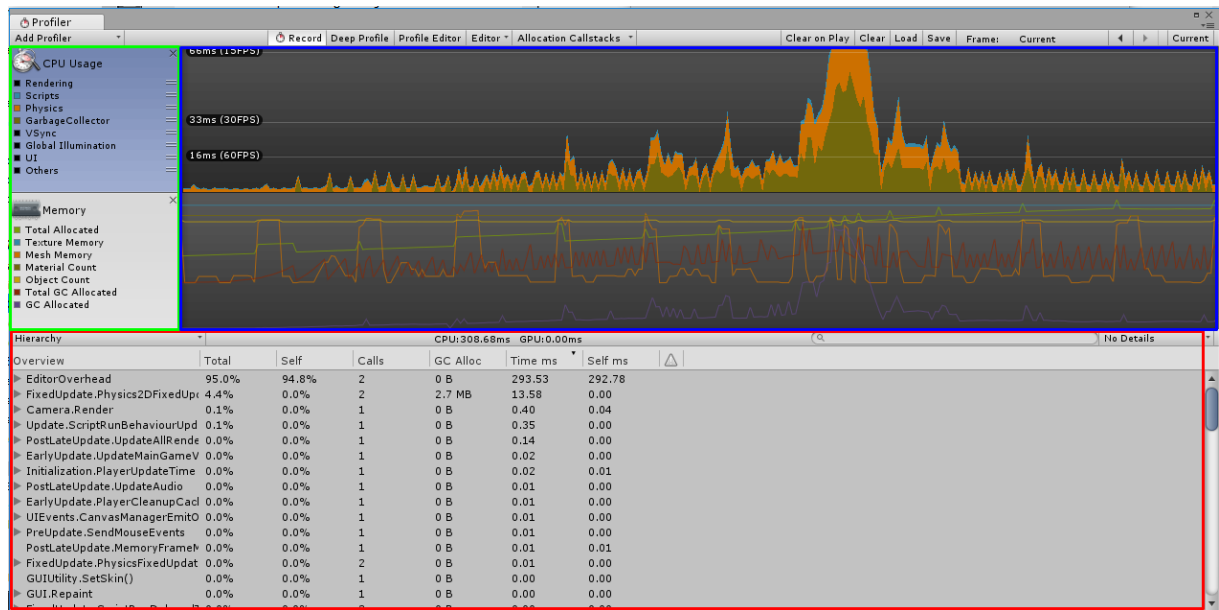 Profiler
Add Profiler Record Deep Profile Profile Editor Editor Allocation Callstacks Clear on Play Clear Load Save Frame: Current Current
CPU Usage
Rendering
Scripts
Physics
GarbageCollector
VSync
Global Illumination
UI
Others
66ms (15FPS)
33ms (30FPS)
16ms (60FPS)
Memory
Total Allocated
Texture Memory
Mesh Memory
Material Count
Object Count
Total GC Allocated
GC Allocated
Hierarchy CPU:308.68ms GPU:0.00ms No Details
Overview Total Self Calls GC Alloc Time ms Self ms
EditorOverhead 95.0% 94.8% 2 0 B 293.53 292.78
FixedUpdate.Physics2DFixedUpd 4.4% 0.0% 2 2.7 MB 13.58 0.00
Camera.Render 0.1% 0.0% 1 0 B 0.40 0.04
Update.ScriptRunBehaviourUpd 0.1% 0.0% 1 0 B 0.35 0.00
PostLateUpdate.UpdateAllRende 0.0% 0.0% 1 0 B 0.14 0.00
EarlyUpdate.UpdateMainGameV 0.0% 0.0% 1 0 B 0.02 0.00
Initialization.PlayerUpdateTime 0.0% 0.0% 1 0 B 0.02 0.01
PostLateUpdate.UpdateAudio 0.0% 0.0% 1 0 B 0.01 0.00
EarlyUpdate.PlayerCleanupCacl 0.0% 0.0% 1 0 B 0.01 0.00
UIEvents.CanvasManagerEmitO 0.0% 0.0% 1 0 B 0.01 0.00
PreUpdate.SendMouseEvents 0.0% 0.0% 1 0 B 0.01 0.00
PostLateUpdate.MemoryFrameM 0.0% 0.0% 1 0 B 0.01 0.01
FixedUpdate.PhysicsFixedUpdat 0.0% 0.0% 2 0 B 0.01 0.00
GUIUtility.SetSkin() 0.0% 0.0% 1 0 B 0.00 0.00
GUI.Repaint 0.0% 0.0% 1 0 B 0.00 0.00